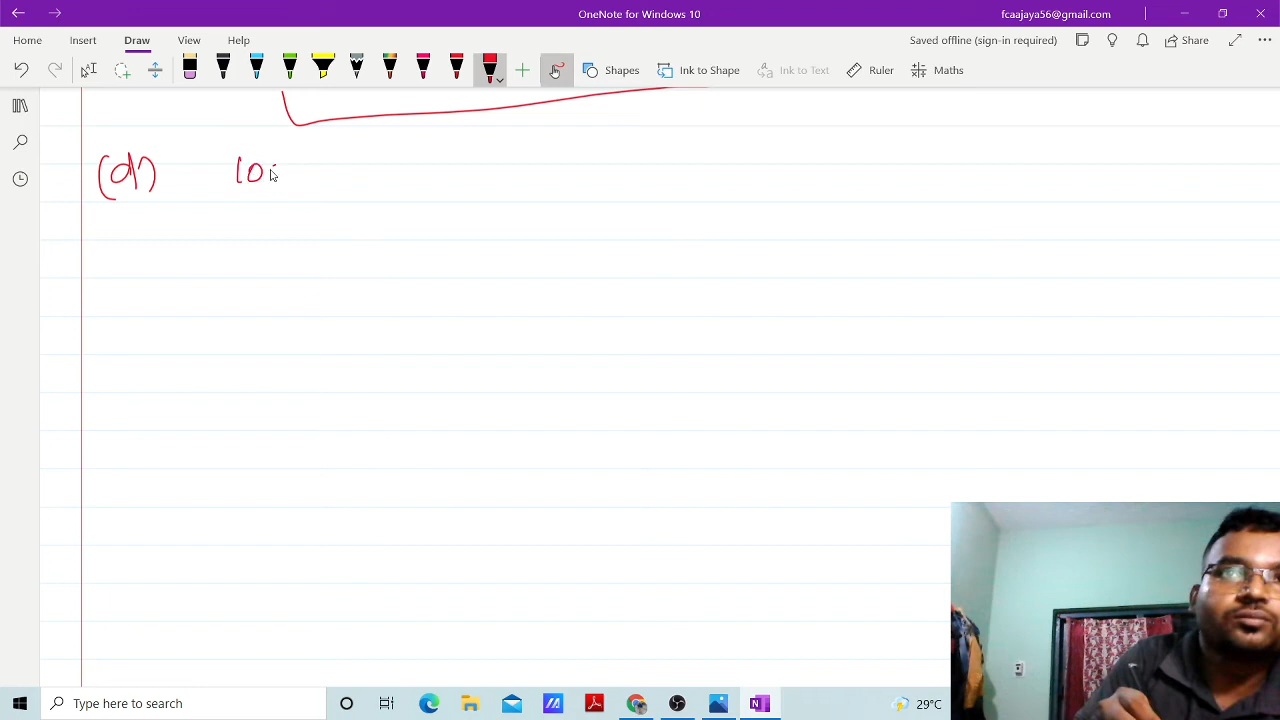 OneNote for Windows 10
fcaajaya56@gmail.com
Home Insert Draw View Help
Saved offline (sign-in required)
Share
Shapes
Ink to Shape
Ink to Text
Ruler
Maths
(d)
Type here to search
29°C